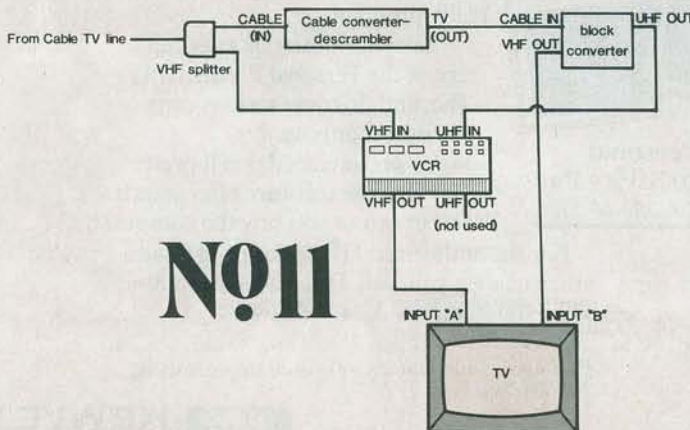 CABLE (IN)
Cable converter–
descrambler
TV (OUT)
CABLE IN
UHF OUT
VHF OUT
block
converter
From Cable TV line
VHF splitter
VHF IN
UHF IN
VCR
VHF OUT
UHF OUT
(not used)
No11
INPUT "A"
INPUT "B"
TV